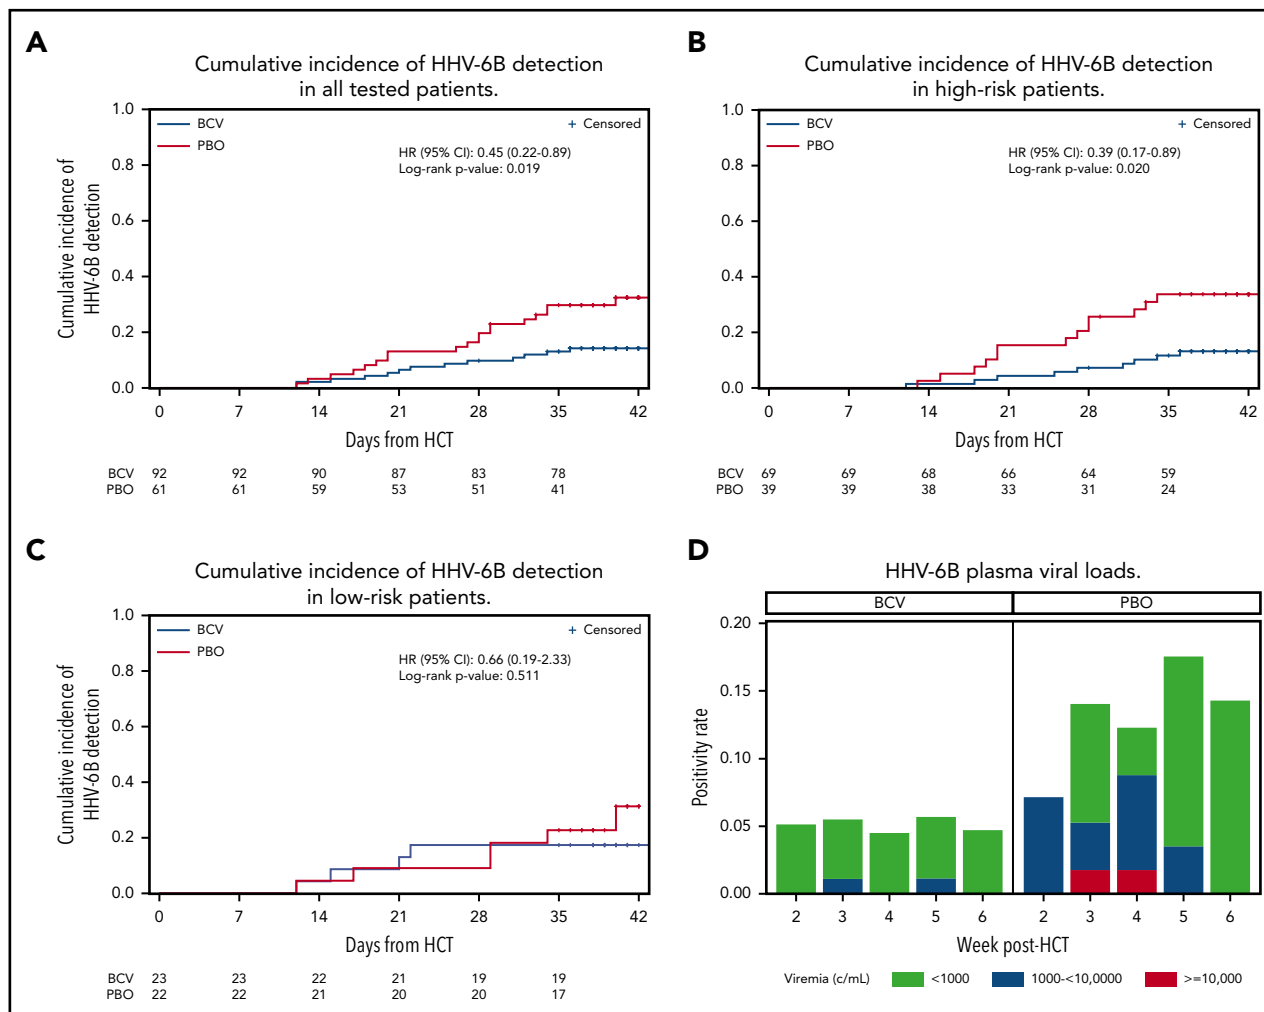 A
Cumulative incidence of HHV-6B detection
in all tested patients.
Cumulative incidence of
HHV-6B detection
1.0
0.8
0.6
0.4
0.2
0.0
BCV
PBO
+ Censored
HR (95% CI): 0.45 (0.22-0.89)
Log-rank p-value: 0.019
0 7 14 21 28 35 42
Days from HCT
BCV 92 92 90 87 83 78
PBO 61 61 59 53 51 41
B
Cumulative incidence of HHV-6B detection
in high-risk patients.
1.0
0.8
0.6
0.4
0.2
0.0
BCV
PBO
+ Censored
HR (95% CI): 0.39 (0.17-0.89)
Log-rank p-value: 0.020
0 7 14 21 28 35 42
Days from HCT
BCV 69 69 68 66 64 59
PBO 39 39 38 33 31 24
C
Cumulative incidence of HHV-6B detection
in low-risk patients.
Cumulative incidence of
HHV-6B detection
1.0
0.8
0.6
0.4
0.2
0.0
BCV
PBO
+ Censored
HR (95% CI): 0.66 (0.19-2.33)
Log-rank p-value: 0.511
0 7 14 21 28 35 42
Days from HCT
BCV 23 23 22 21 19 19
PBO 22 22 21 20 20 17
D
HHV-6B plasma viral loads.
BCV PBO
Positivity rate
0.20
0.15
0.10
0.05
0.00
2 3 4 5 6 2 3 4 5 6
Week post-HCT
Viremia (c/mL) <1000 1000-<10,0000 >=10,000